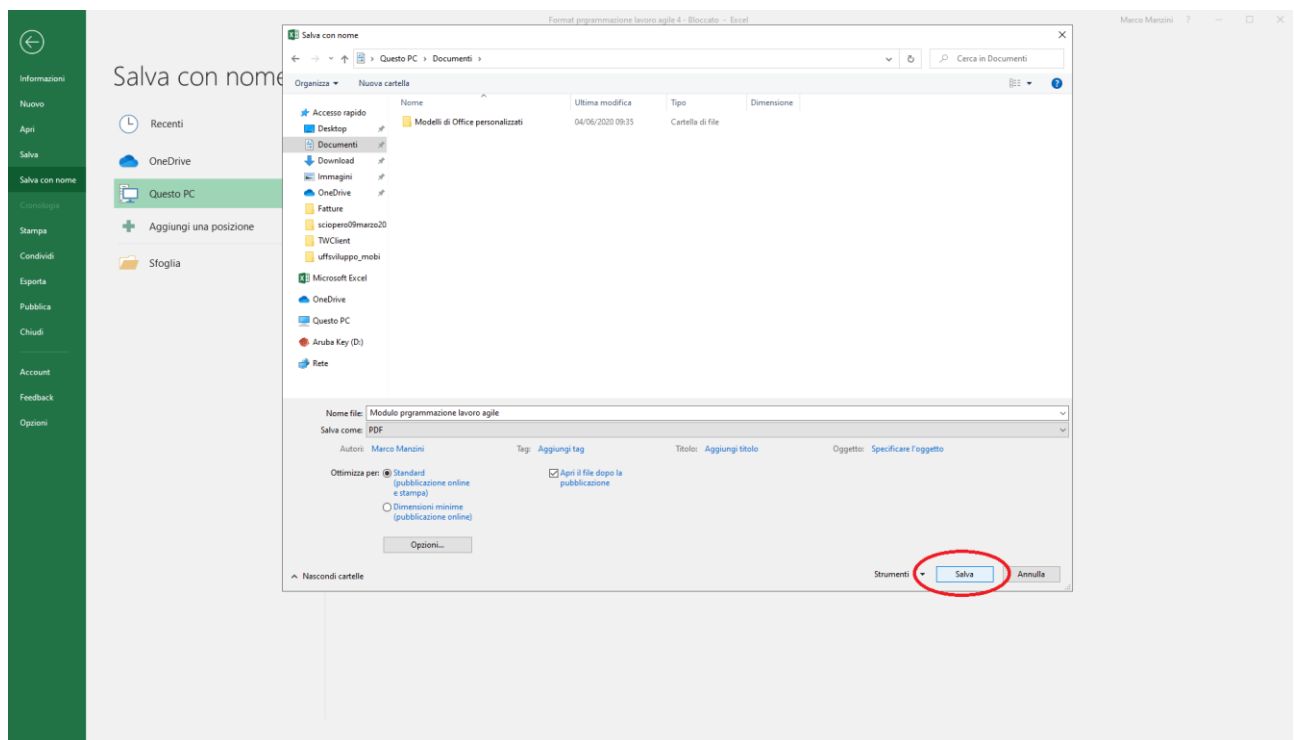 Format prgrammazione lavoro agile 4 - Bloccato - Excel
Marco Manzini ?
Informazioni
Nuovo
Apri
Salva
Salva con nome
Cronologia
Stampa
Condividi
Esporta
Pubblica
Chiudi
Account
Feedback
Opzioni
Salva con nome
Recenti
OneDrive
Questo PC
Aggiungi una posizione
Sfoglia
Salva con nome
Questo PC > Documenti >
Cerca in Documenti
Organizza
Nuova cartella
?
Accesso rapido
Desktop
Documenti
Download
Immagini
OneDrive
Fatture
sciopero09marzo20
TWClient
uffsviluppo_mobi
Microsoft Excel
OneDrive
Questo PC
Aruba Key (D:)
Rete
Nome Ultima modifica Tipo Dimensione
Modelli di Office personalizzati 04/06/2020 09:35 Cartella di file
Nome file: Modulo prgrammazione lavoro agile
Salva come: PDF
Autori: Marco Manzini Tag: Aggiungi tag Titolo: Aggiungi titolo Oggetto: Specificare l'oggetto
Ottimizza per: Standard
(pubblicazione online
e stampa)
Dimensioni minime
(pubblicazione online)
Apri il file dopo la
pubblicazione
Opzioni...
Nascondi cartelle
Strumenti Salva Annulla